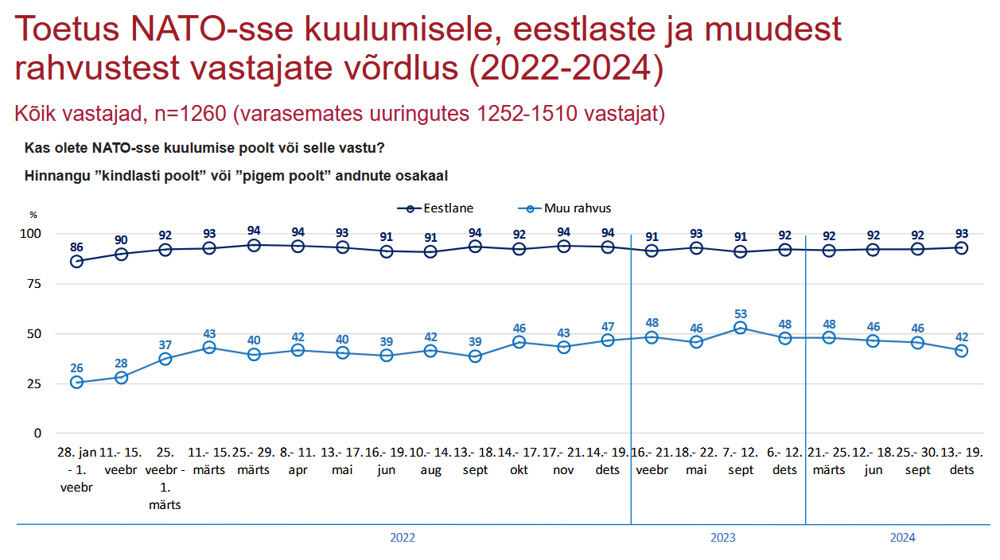 Toetus NATO-sse kuulumisele, eestlaste ja muudest
rahvustest vastajate võrdlus (2022-2024)
Kõik vastajad, n=1260 (varasemates uuringutes 1252-1510 vastajat)
Kas olete NATO-sse kuulumise poolt või selle vastu?
Hinnangu ”kindlasti poolt” või ”pigem poolt” andnute osakaal
Eestlane Muu rahvus
%
100
75
50
25
0
86 90 92 93 94 94 93 91 91 94 92 94 94 91 93 91 92 92 92 92 93
26 28 37 43 40 42 40 39 42 39 46 43 47 48 46 53 48 48 46 46 42
28. jan 11.- 15. 25. 11.- 15. 25.- 29. 8.- 11. 13.- 17. 16.- 19. 10.- 14. 13.- 18. 14.- 17. 17.- 21. 14.- 19. 16.- 21. 18.- 22. 7.- 12. 6.- 12. 21.- 25. 12.- 18. 25.- 30. 13.- 19.
- 1. veebr veebr - märts märts apr mai jun aug sept okt nov dets veebr mai sept dets märts jun sept dets
veebr 1.
märts
2022 2023 2024